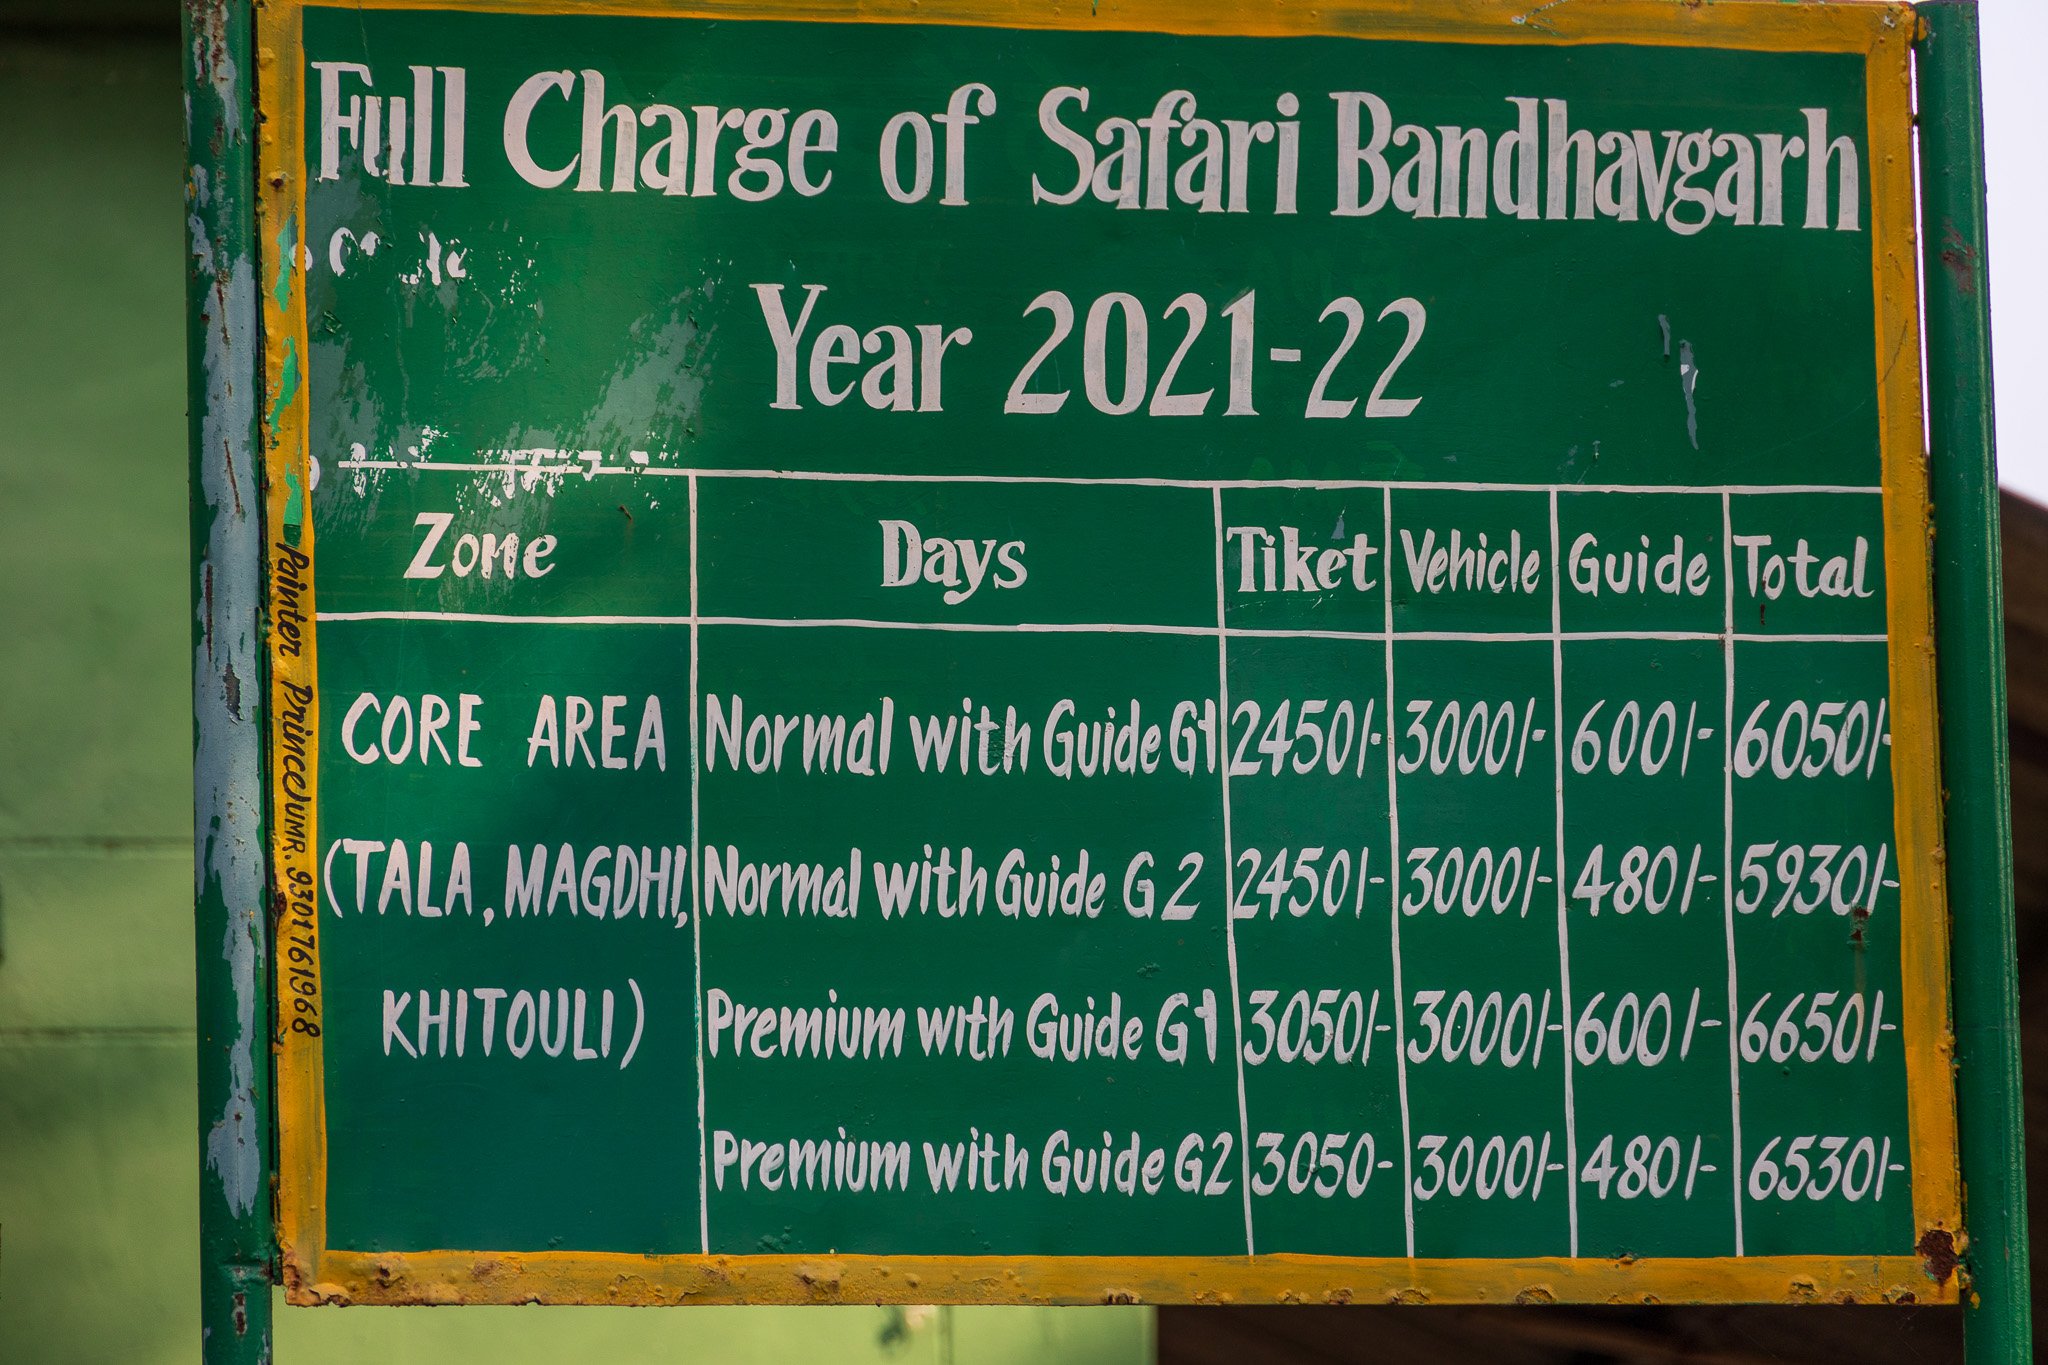 Full Charge of Safari Bandhavgarh
Year 2021-22
Zone Days Tiket Vehicle Guide Total
CORE AREA Normal with Guide G1 2450/- 3000/- 600/- 6050/-
(TALA, MAGDHI, Normal with Guide G2 2450/- 3000/- 480/- 5930/-
KHITOULI) Premium with Guide G1 3050/- 3000/- 600/- 6650/-
Premium with Guide G2 3050- 3000/- 480/- 6530/-
Painter Prince JUMR. 9301761968